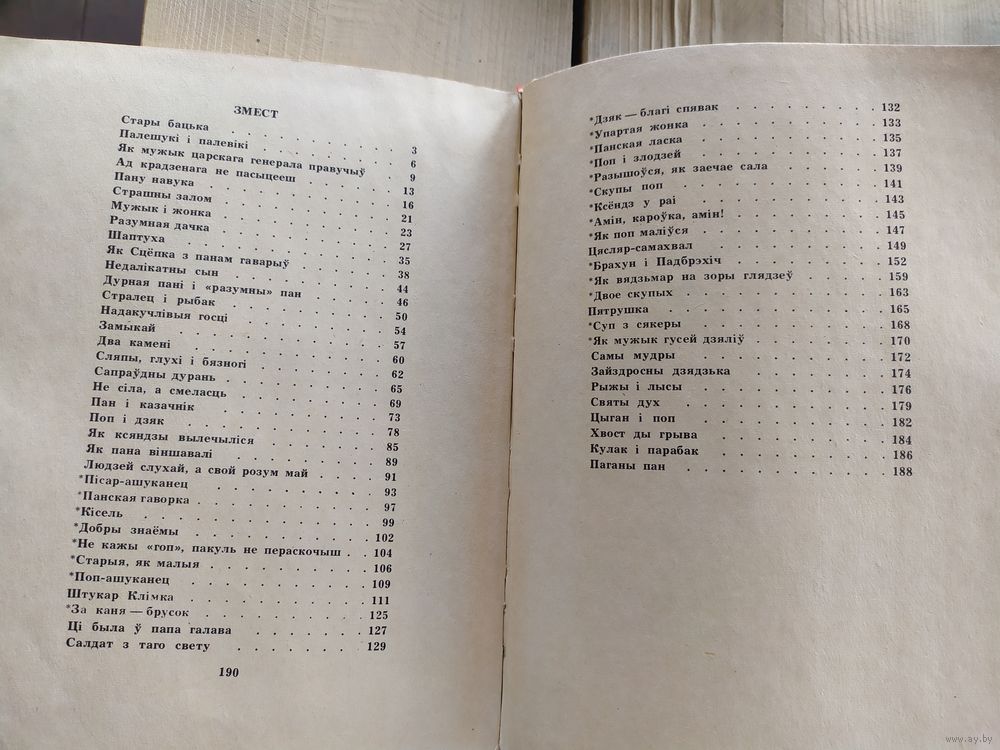 ЗМЕСТ
Стары бацька . . . . . . . 3
Палешукі і палевікі . . . . . . . 6
Як мужык царскага генерала правучыў . 9
Ад крадзенага не пасыцееш . . . . 13
Пану навука . . . . . . . . 16
Страшны залом . . . . . . . . 21
Мужык і жонка . . . . . . . . 23
Разумная дачка . . . . . . . . 27
Шаптуха . . . . . . . . . 35
Як Сцёпка з панам гаварыў . . . . 38
Недалікатны сын . . . . . . . 44
Дурная пані і «разумны» пан . . . . 46
Стралец і рыбак . . . . . . . 50
Надакучлівыя госці . . . . . . 54
Замыкай . . . . . . . . . 57
Два камені . . . . . . . . . 60
Сляпы, глухі і бязногі . . . . . . 62
Сапраўдны дурань . . . . . . . 65
Не сіла, а смеласць . . . . . . 69
Пан і казачнік . . . . . . . . 73
Поп і дзяк . . . . . . . . . 78
Як ксяндзы вылечыліся . . . . . 85
Як пана віншавалі . . . . . . . 89
Людзей слухай, а свой розум май . . . 91
*Пісар-ашуканец . . . . . . . 93
*Панская гаворка . . . . . . . . 97
*Кісель . . . . . . . . . . 99
*Добры знаёмы . . . . . . . . 102
*Не кажы «гоп», пакуль не пераскочыш . . 104
*Старыя, як малыя . . . . . . . 106
*Поп-ашуканец . . . . . . . . 109
Штукар Клімка . . . . . . . . 111
*За каня — брусок . . . . . . . 125
Ці была ў папа галава . . . . . . 127
Салдат з таго свету . . . . . . 129
190
*Дзяк — благі спявак . . . . . . . 132
*Упартая жонка . . . . . . . . 133
*Панская ласка . . . . . . . . 135
*Поп і злодзей . . . . . . . . 137
*Разышоўся, як заечае сала . . . . . 139
*Скупы поп . . . . . . . . . 141
*Ксёндз у раі . . . . . . . . 143
*Амін, кароўка, амін! . . . . . . 145
*Як поп маліўся . . . . . . . . 147
Цясляр-самахвал . . . . . . . 149
*Брахун і Падбрэхіч . . . . . . . 152
*Як вядзьмар на зоры глядзеў . . . . 159
*Двое скупых . . . . . . . . 163
Пятрушка . . . . . . . . . 165
*Суп з сякеры . . . . . . . . 168
*Як мужык гусей дзяліў . . . . . . 170
Самы мудры . . . . . . . . 172
Зайздросны дзядзька . . . . . . 174
Рыжы і лысы . . . . . . . . 176
Святы дух . . . . . . . . . 179
Цыган і поп . . . . . . . . 182
Хвост ды грыва . . . . . . . 184
Кулак і парабак . . . . . . . 186
Паганы пан . . . . . . . . 188
www.ay.by